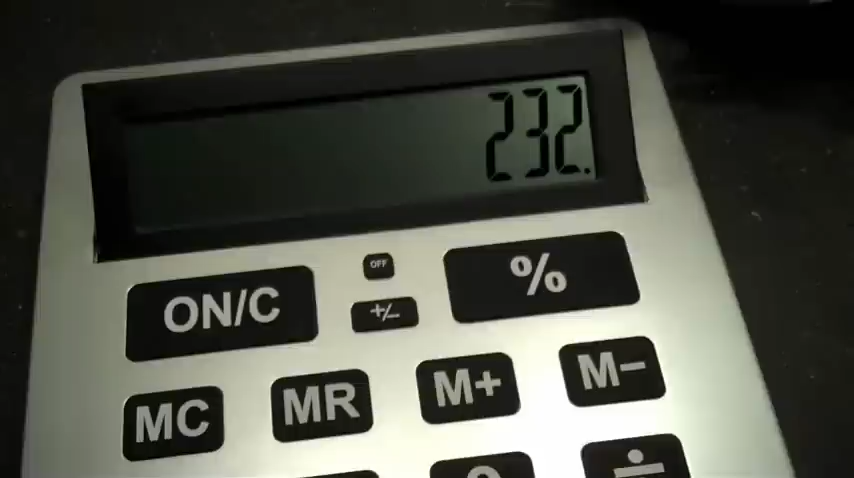 232.
OFF
ON/C +/− %
MC MR M+ M−
÷